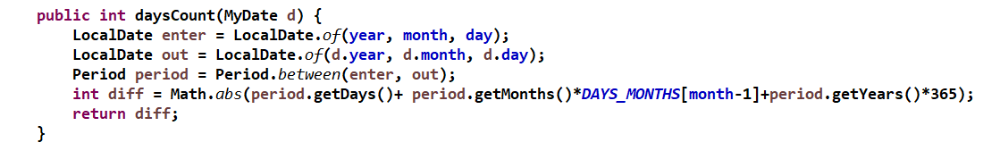 public int daysCount(MyDate d) {
    LocalDate enter = LocalDate.of(year, month, day);
    LocalDate out = LocalDate.of(d.year, d.month, d.day);
    Period period = Period.between(enter, out);
    int diff = Math.abs(period.getDays()+ period.getMonths()*DAYS_MONTHS[month-1]+period.getYears()*365);
    return diff;
}